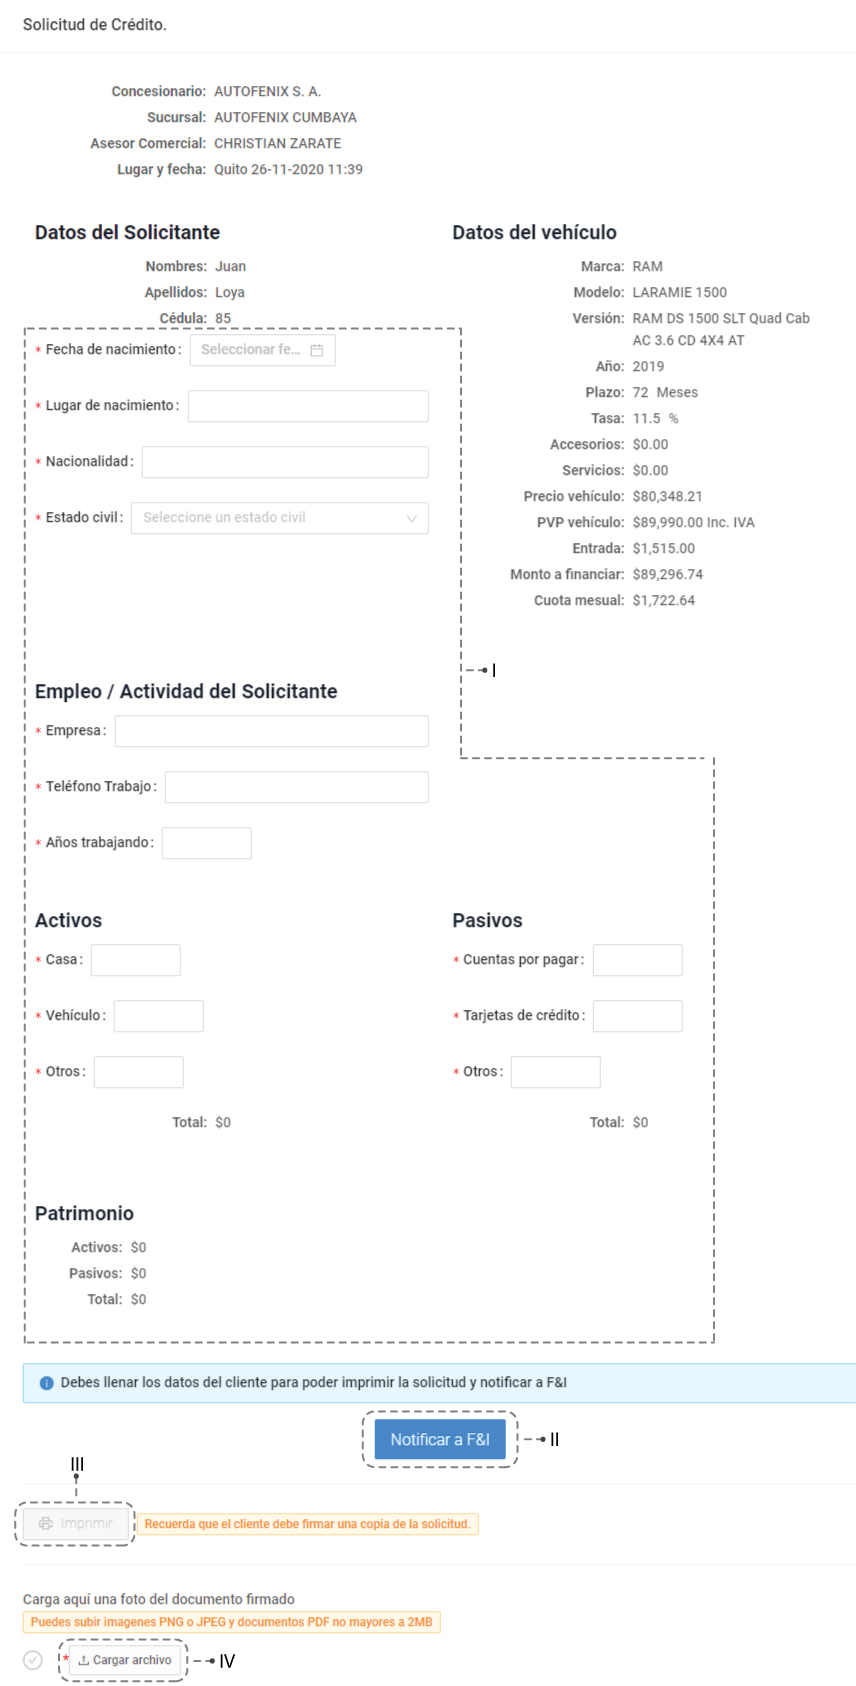 Solicitud de Crédito.
Concesionario: AUTOFENIX S. A.
Sucursal: AUTOFENIX CUMBAYA
Asesor Comercial: CHRISTIAN ZARATE
Lugar y fecha: Quito 26-11-2020 11:39
Datos del Solicitante
Nombres: Juan
Apellidos: Loya
Cédula: 85
* Fecha de nacimiento: Seleccionar fe...
* Lugar de nacimiento:
* Nacionalidad:
* Estado civil: Seleccione un estado civil
Datos del vehículo
Marca: RAM
Modelo: LARAMIE 1500
Versión: RAM DS 1500 SLT Quad Cab
AC 3.6 CD 4X4 AT
Año: 2019
Plazo: 72 Meses
Tasa: 11.5 %
Accesorios: $0.00
Servicios: $0.00
Precio vehículo: $80,348.21
PVP vehículo: $89,990.00 Inc. IVA
Entrada: $1,515.00
Monto a financiar: $89,296.74
Cuota mesual: $1,722.64
I
Empleo / Actividad del Solicitante
* Empresa:
* Teléfono Trabajo:
* Años trabajando:
Activos
* Casa:
* Vehículo:
* Otros:
Total: $0
Pasivos
* Cuentas por pagar:
* Tarjetas de crédito:
* Otros:
Total: $0
Patrimonio
Activos: $0
Pasivos: $0
Total: $0
Debes llenar los datos del cliente para poder imprimir la solicitud y notificar a F&I
Notificar a F&I
II
III
Imprimir
Recuerda que el cliente debe firmar una copia de la solicitud.
Carga aquí una foto del documento firmado
Puedes subir imagenes PNG o JPEG y documentos PDF no mayores a 2MB
* Cargar archivo
IV